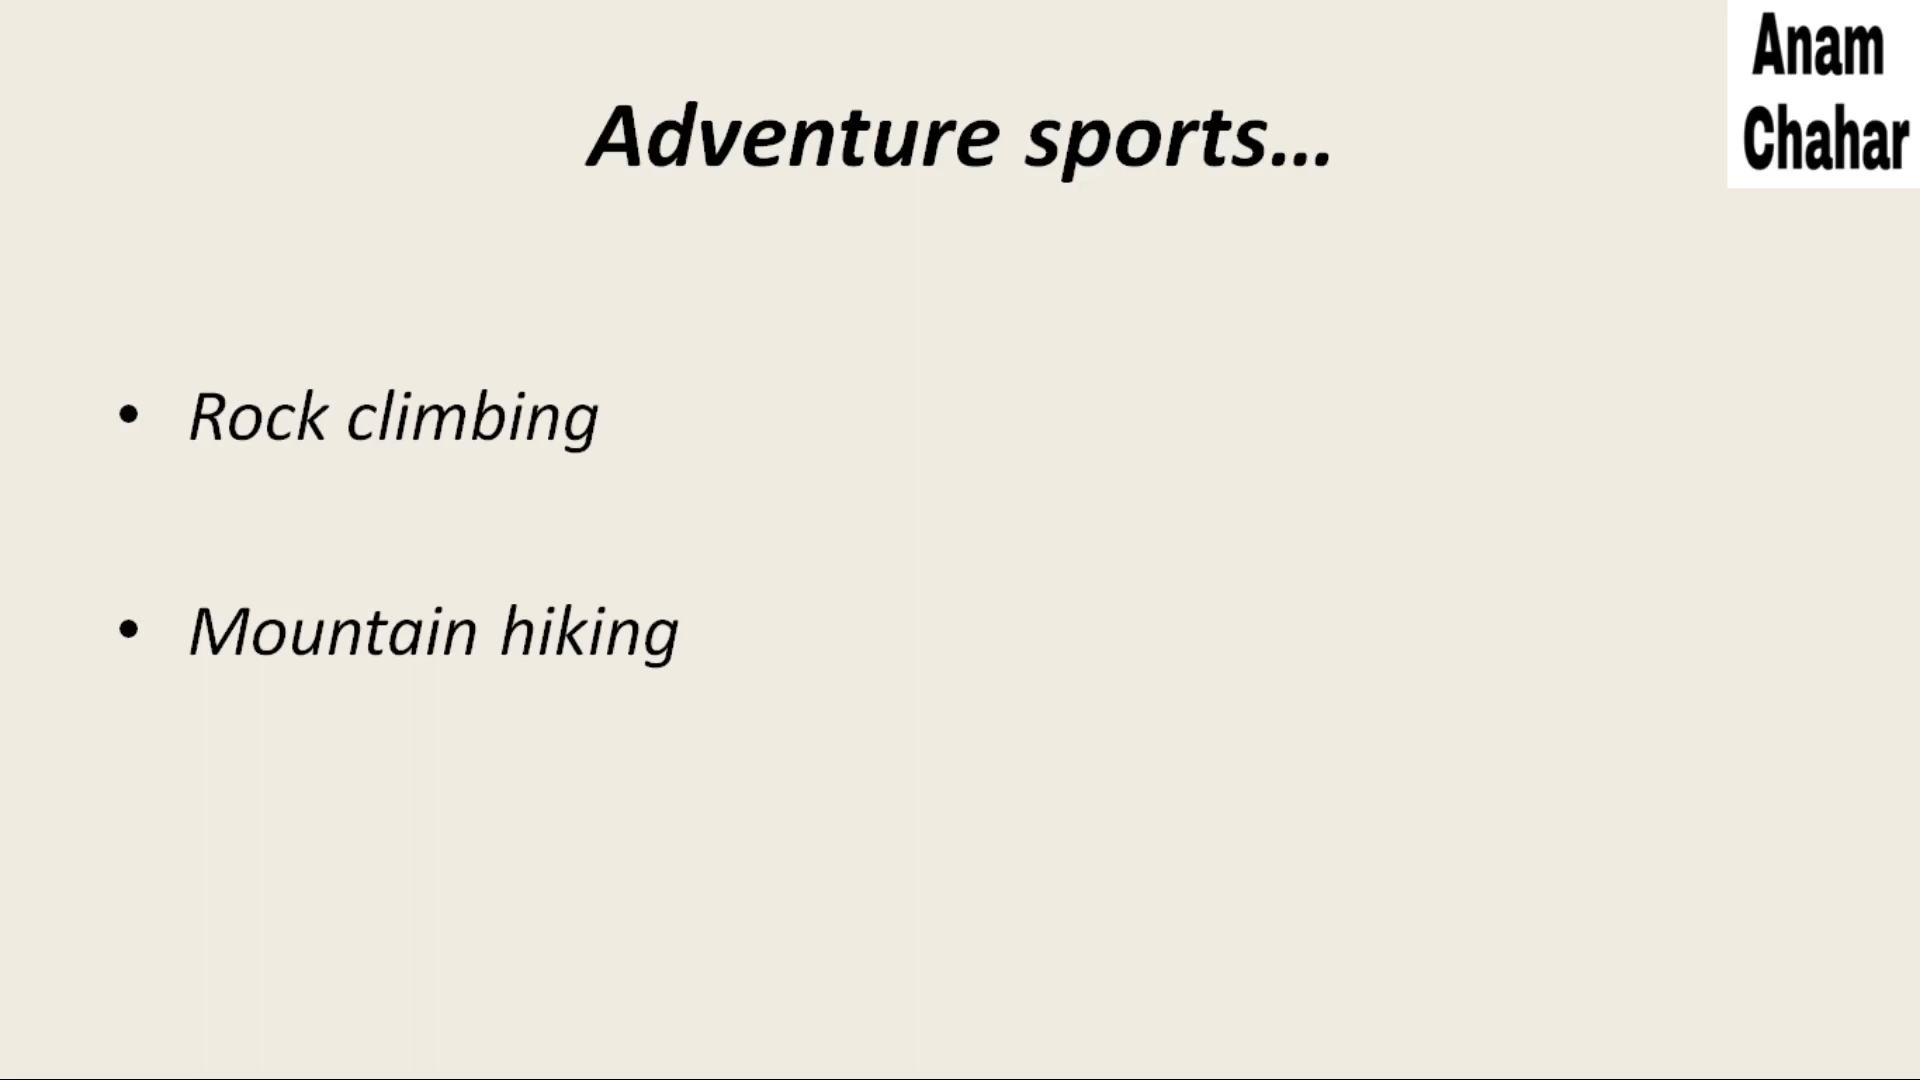 Anam
Chahar
Adventure sports...
• Rock climbing
• Mountain hiking